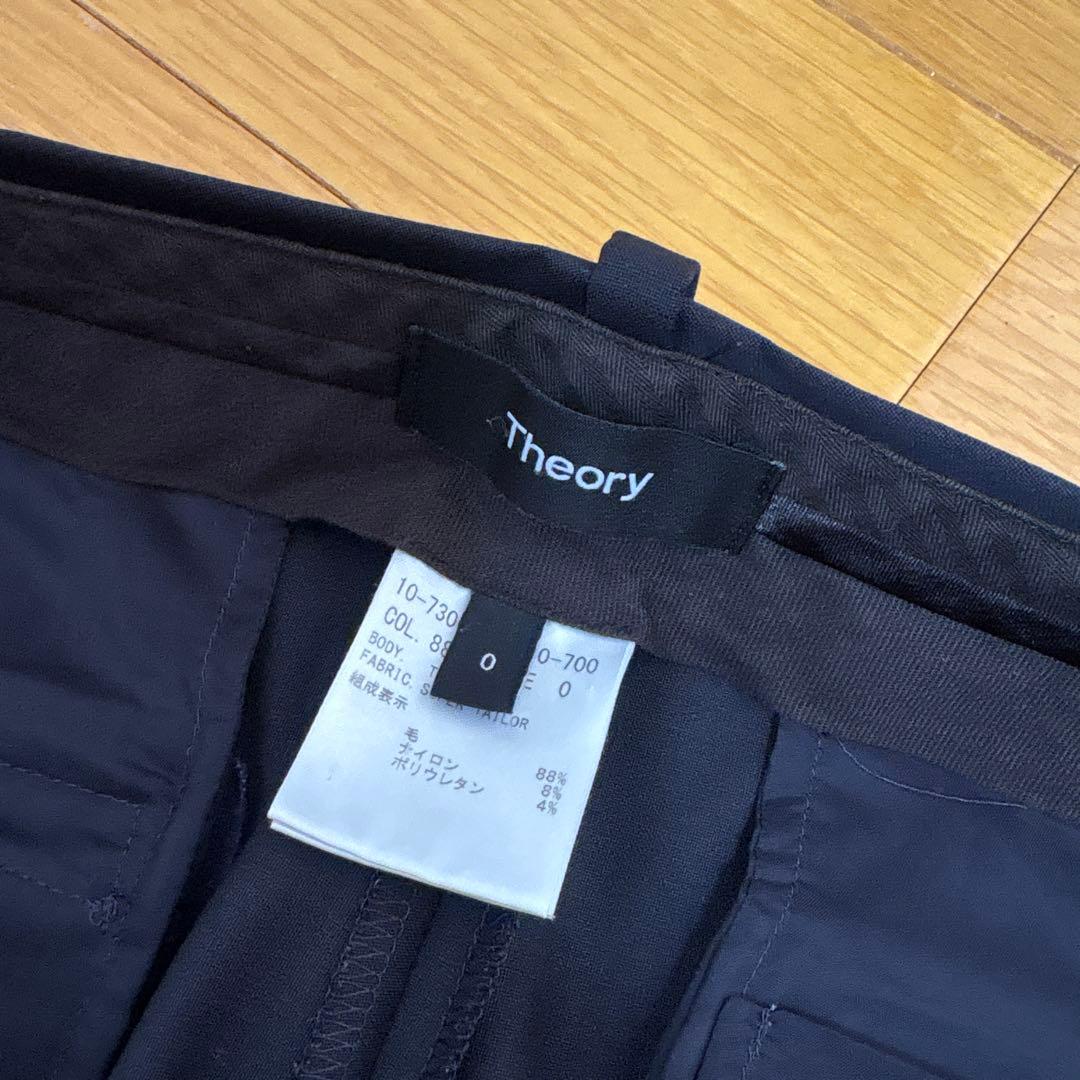 Theory
0
10-730 0-700
COL. 88 0
BODY.
FABRIC. TAILOR
組成表示
毛 88%
ナイロン 8%
ポリウレタン 4%